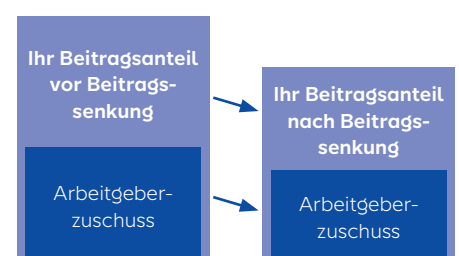 Ihr Beitragsanteil
vor Beitrags-
senkung
Arbeitgeber-
zuschuss
Ihr Beitragsanteil
nach Beitrags-
senkung
Arbeitgeber-
zuschuss